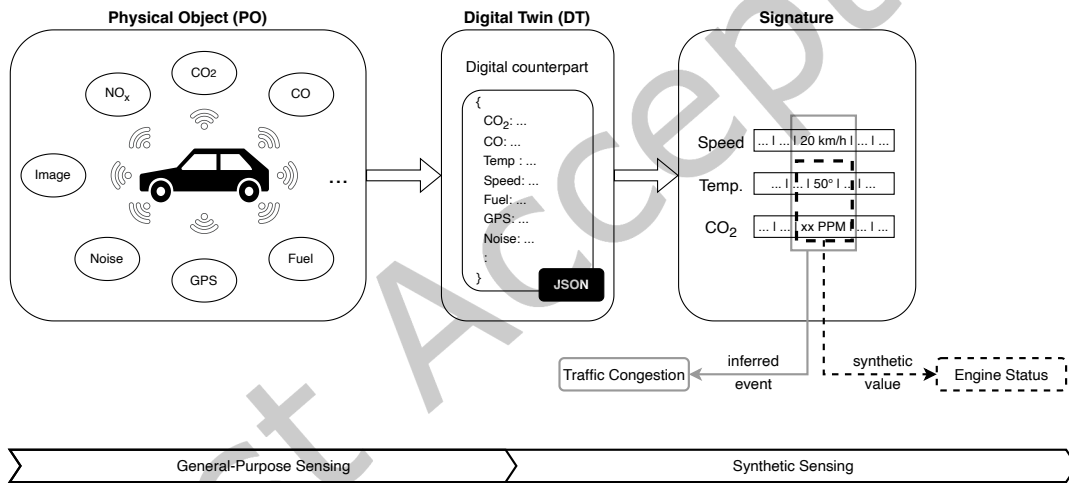 Physical Object (PO)
Digital Twin (DT)
Signature
CO2
NOx
CO
Image
...
Noise
GPS
Fuel
Digital counterpart
{
CO2: ...
CO: ...
Temp : ...
Speed: ...
Fuel: ...
GPS: ...
Noise: ...
:
}
JSON
Speed ... I ... I 20 km/h I ... I ...
Temp. ... I ... I 50° I ... I ...
CO2 ... I ... I xx PPM I ... I ...
Traffic Congestion
inferred
event
synthetic
value
Engine Status
General-Purpose Sensing
Synthetic Sensing
st Accept